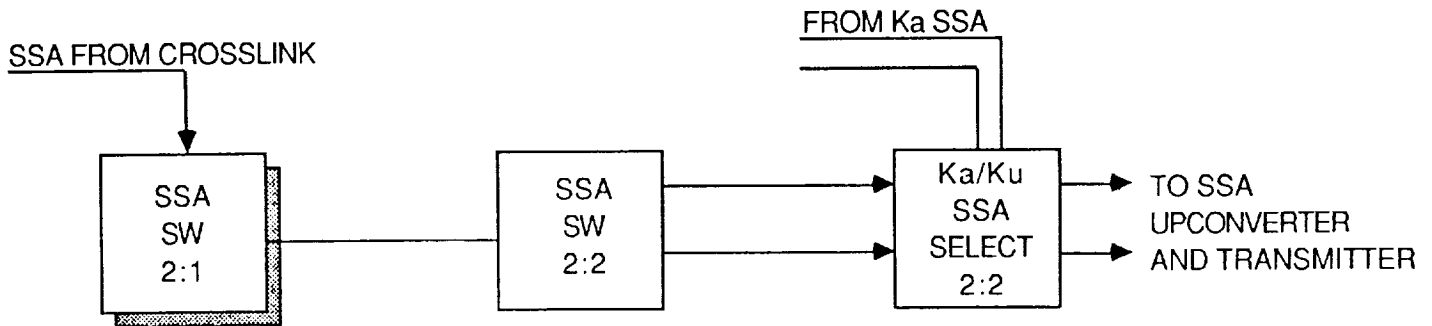 FROM Ka SSA
SSA FROM CROSSLINK
SSA
SW
2:1
SSA
SW
2:2
Ka/Ku
SSA
SELECT
2:2
TO SSA
UPCONVERTER
AND TRANSMITTER